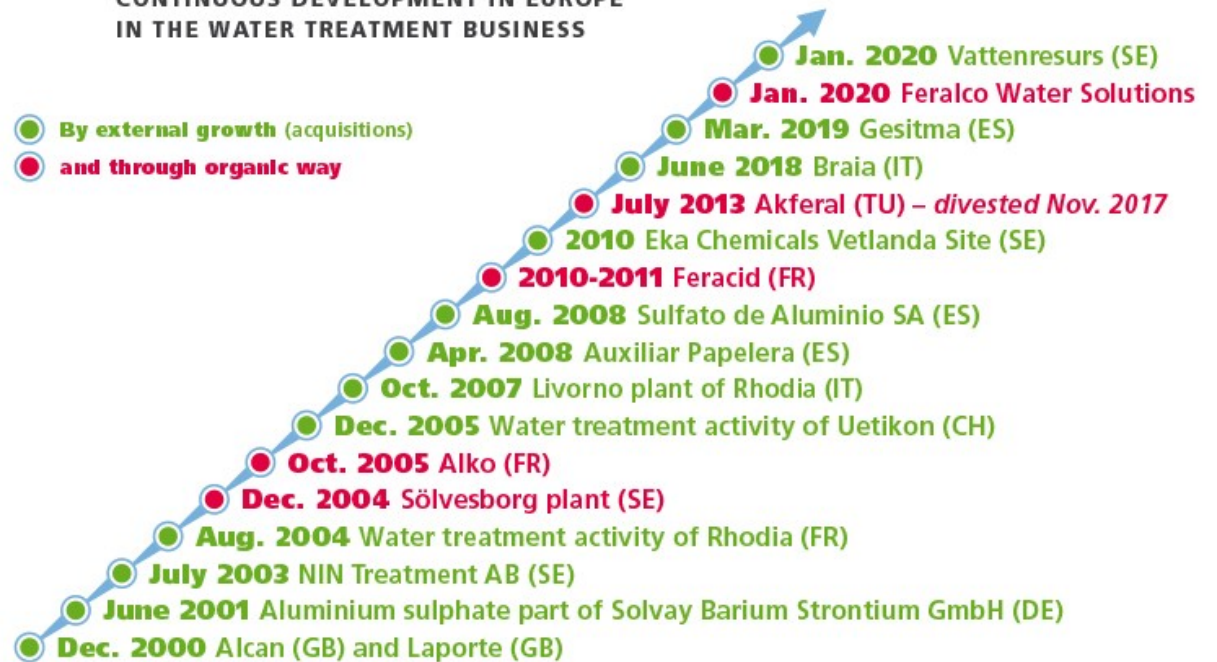 CONTINUOUS DEVELOPMENT IN EUROPE
IN THE WATER TREATMENT BUSINESS
By external growth (acquisitions)
and through organic way
Jan. 2020 Vattenresurs (SE)
Jan. 2020 Feralco Water Solutions
Mar. 2019 Gesitma (ES)
June 2018 Braia (IT)
July 2013 Akferal (TU) – divested Nov. 2017
2010 Eka Chemicals Vetlanda Site (SE)
2010-2011 Feracid (FR)
Aug. 2008 Sulfato de Aluminio SA (ES)
Apr. 2008 Auxiliar Papelera (ES)
Oct. 2007 Livorno plant of Rhodia (IT)
Dec. 2005 Water treatment activity of Uetikon (CH)
Oct. 2005 Alko (FR)
Dec. 2004 Sölvesborg plant (SE)
Aug. 2004 Water treatment activity of Rhodia (FR)
July 2003 NIN Treatment AB (SE)
June 2001 Aluminium sulphate part of Solvay Barium Strontium GmbH (DE)
Dec. 2000 Alcan (GB) and Laporte (GB)